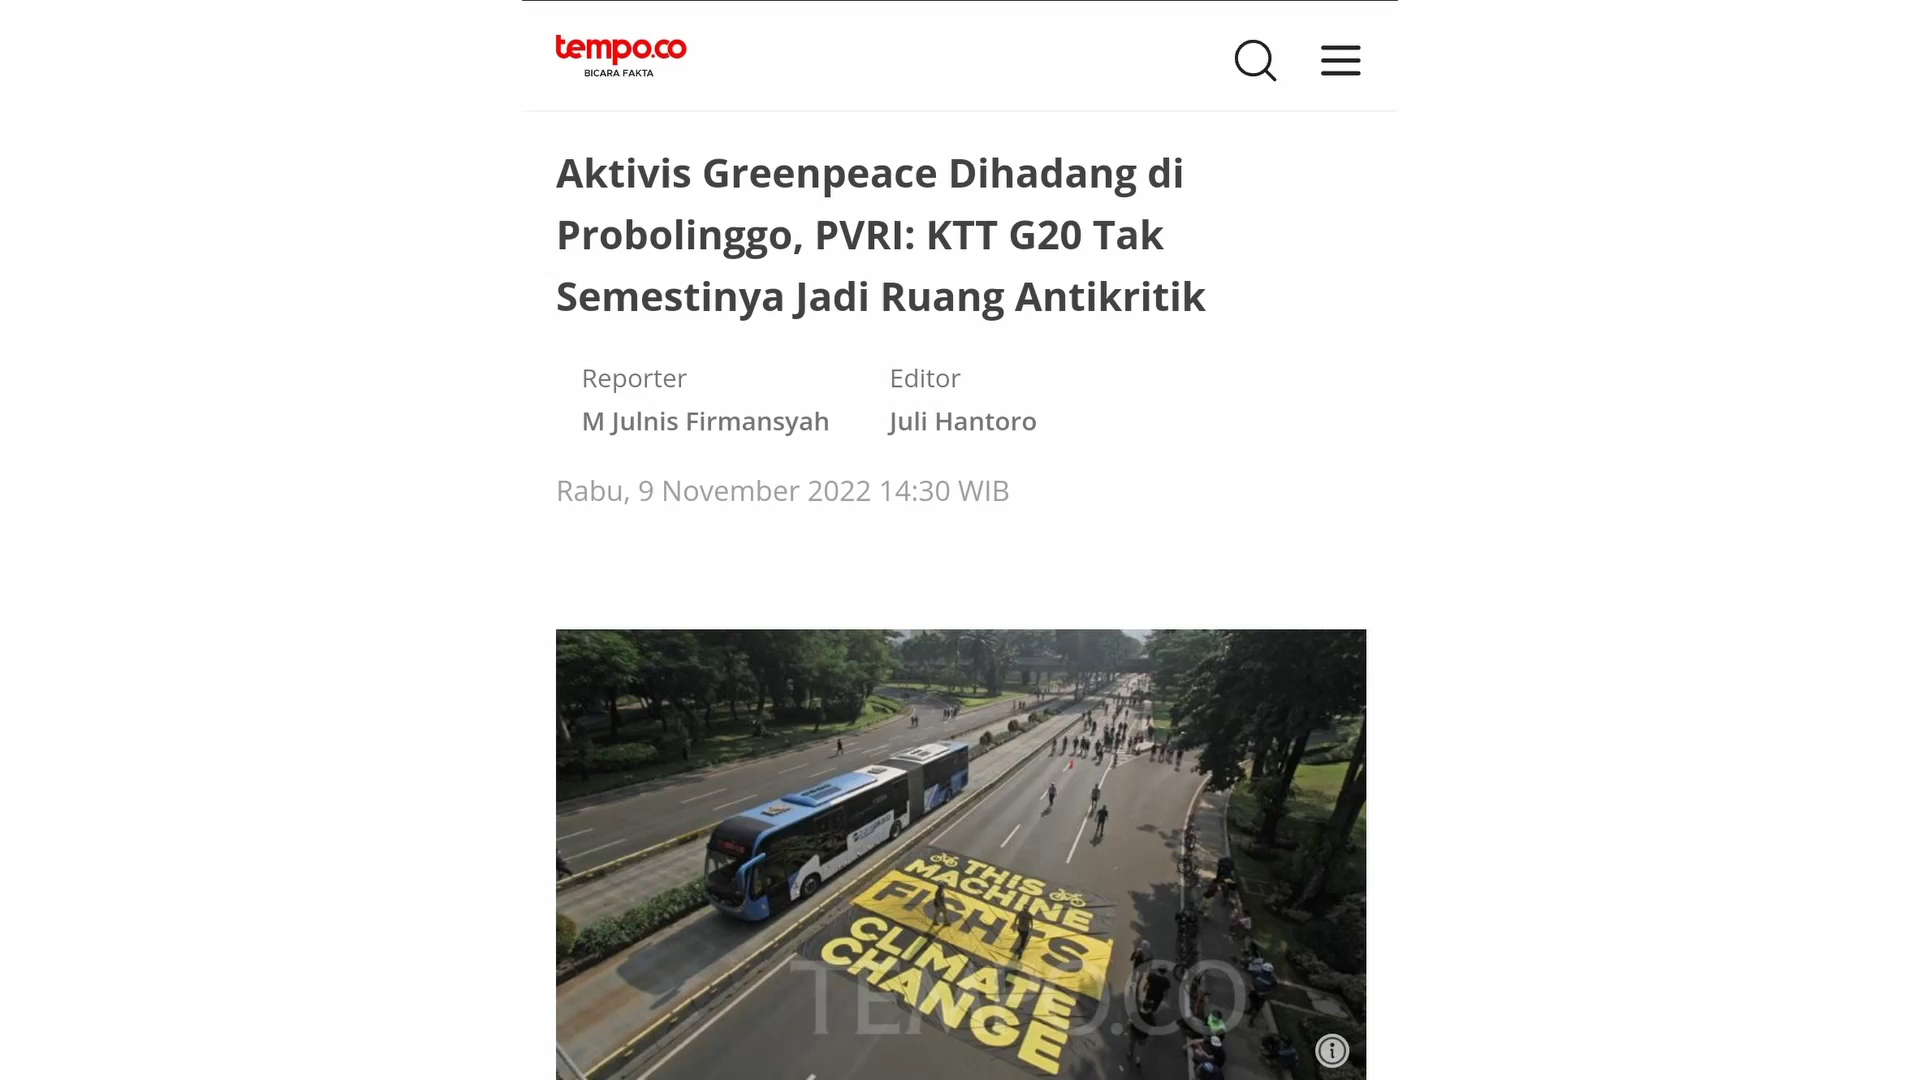 tempo.co
BICARA FAKTA
Aktivis Greenpeace Dihadang di
Probolinggo, PVRI: KTT G20 Tak
Semestinya Jadi Ruang Antikritik
Reporter
M Julnis Firmansyah
Editor
Juli Hantoro
Rabu, 9 November 2022 14:30 WIB
THIS
MACHINE
FIGHTS
CLIMATE
CHANGE
TEMPO.CO